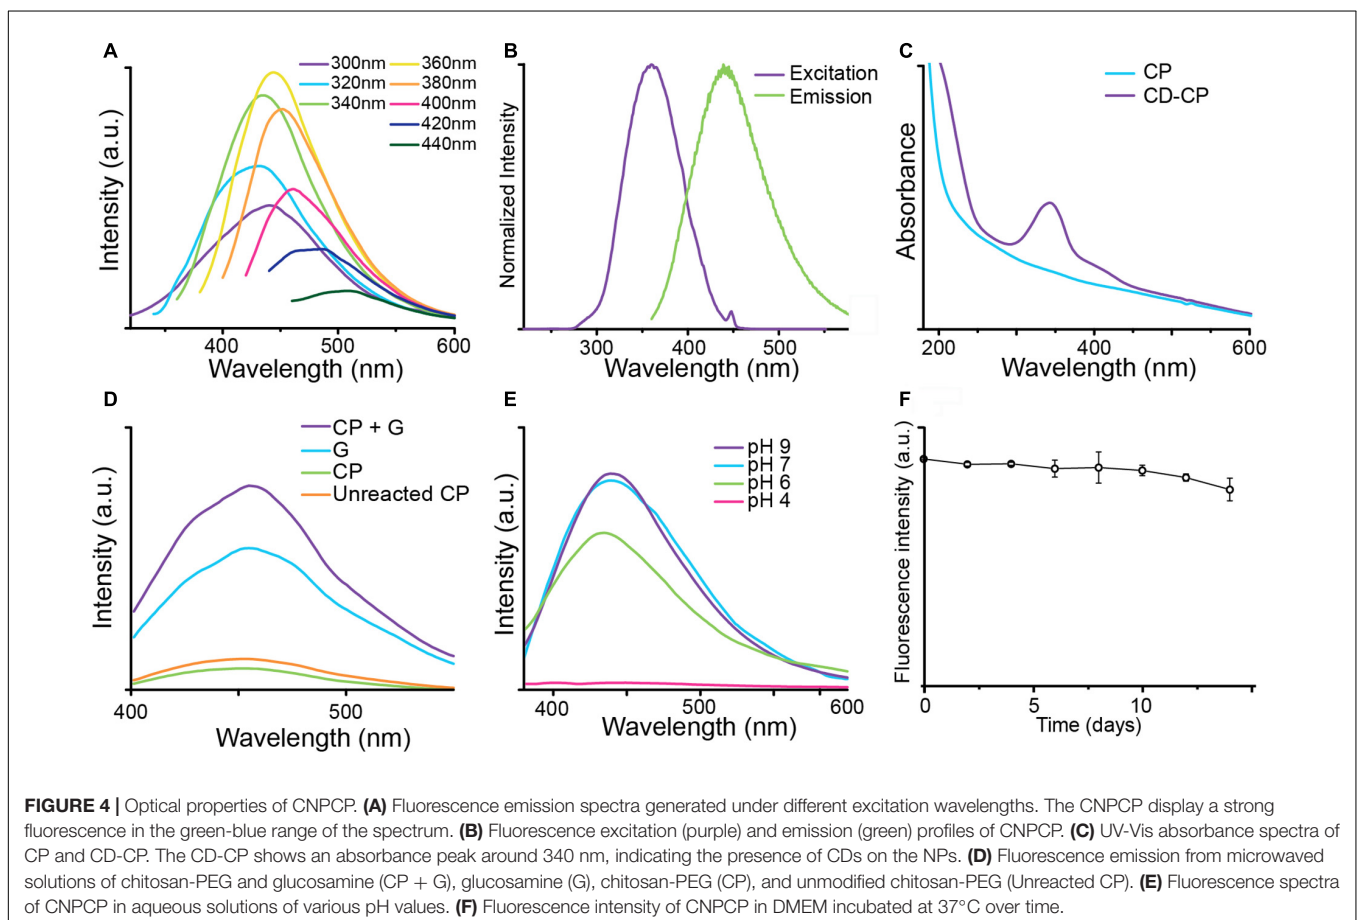 A
300nm 360nm
320nm 380nm
340nm 400nm
420nm
440nm
Intensity (a.u.)
400 500 600
Wavelength (nm)
B
Excitation
Emission
Normalized Intensity
300 400 500
Wavelength (nm)
C
CP
CD-CP
Absorbance
200 400 600
Wavelength (nm)
D
CP + G
G
CP
Unreacted CP
Intensity (a.u.)
400 500
Wavelength (nm)
E
pH 9
pH 7
pH 6
pH 4
Intensity (a.u.)
400 500 600
Wavelength (nm)
F
Fluorescence intensity (a.u.)
0 5 10
Time (days)
FIGURE 4 | Optical properties of CNPCP. (A) Fluorescence emission spectra generated under different excitation wavelengths. The CNPCP display a strong
fluorescence in the green-blue range of the spectrum. (B) Fluorescence excitation (purple) and emission (green) profiles of CNPCP. (C) UV-Vis absorbance spectra of
CP and CD-CP. The CD-CP shows an absorbance peak around 340 nm, indicating the presence of CDs on the NPs. (D) Fluorescence emission from microwaved
solutions of chitosan-PEG and glucosamine (CP + G), glucosamine (G), chitosan-PEG (CP), and unmodified chitosan-PEG (Unreacted CP). (E) Fluorescence spectra
of CNPCP in aqueous solutions of various pH values. (F) Fluorescence intensity of CNPCP in DMEM incubated at 37°C over time.